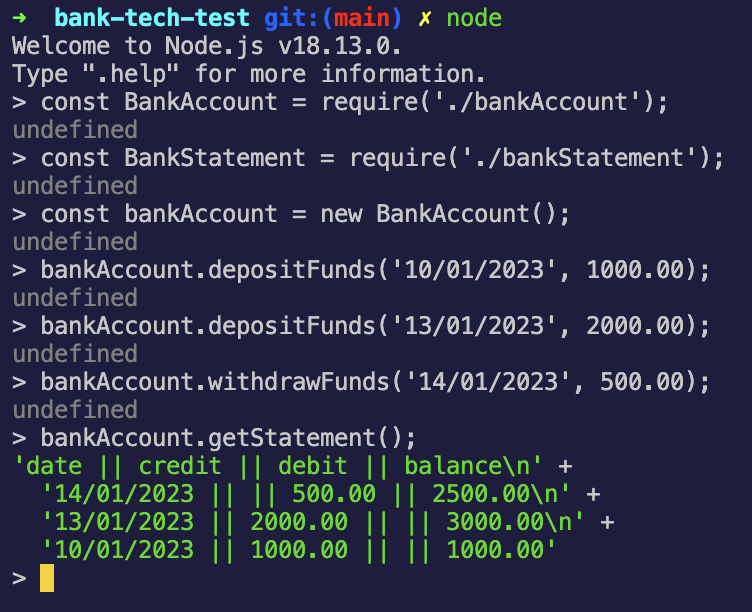 ➜  bank-tech-test git:(main) ✗ node
Welcome to Node.js v18.13.0.
Type ".help" for more information.
> const BankAccount = require('./bankAccount');
undefined
> const BankStatement = require('./bankStatement');
undefined
> const bankAccount = new BankAccount();
undefined
> bankAccount.depositFunds('10/01/2023', 1000.00);
undefined
> bankAccount.depositFunds('13/01/2023', 2000.00);
undefined
> bankAccount.withdrawFunds('14/01/2023', 500.00);
undefined
> bankAccount.getStatement();
'date || credit || debit || balance\n' +
  '14/01/2023 || || 500.00 || 2500.00\n' +
  '13/01/2023 || 2000.00 || || 3000.00\n' +
  '10/01/2023 || 1000.00 || || 1000.00'
>